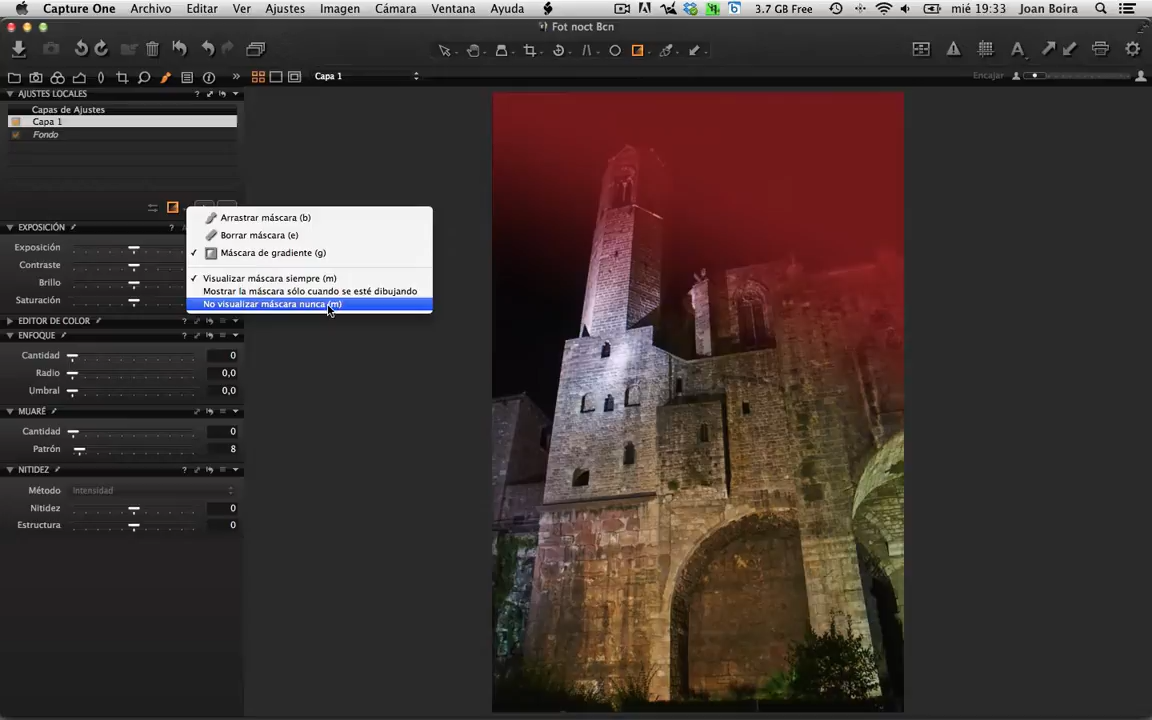 Capture One Archivo Editar Ver Ajustes Imagen Cámara Ventana Ayuda 3.7 GB Free mié 19:33 Joan Boira
Fot noct Bcn
Capa 1 Encajar
AJUSTES LOCALES ?
Capas de Ajustes
Capa 1
Fondo
Arrastrar máscara (b)
Borrar máscara (e)
Máscara de gradiente (g)
Visualizar máscara siempre (m)
Mostrar la máscara sólo cuando se esté dibujando
No visualizar máscara nunca (m)
EXPOSICIÓN ?
Exposición
Contraste
Brillo
Saturación
EDITOR DE COLOR ?
ENFOQUE ?
Cantidad 0
Radio 0,0
Umbral 0,0
MUARÉ ?
Cantidad 0
Patrón 8
NITIDEZ ?
Método Intensidad
Nitidez 0
Estructura 0